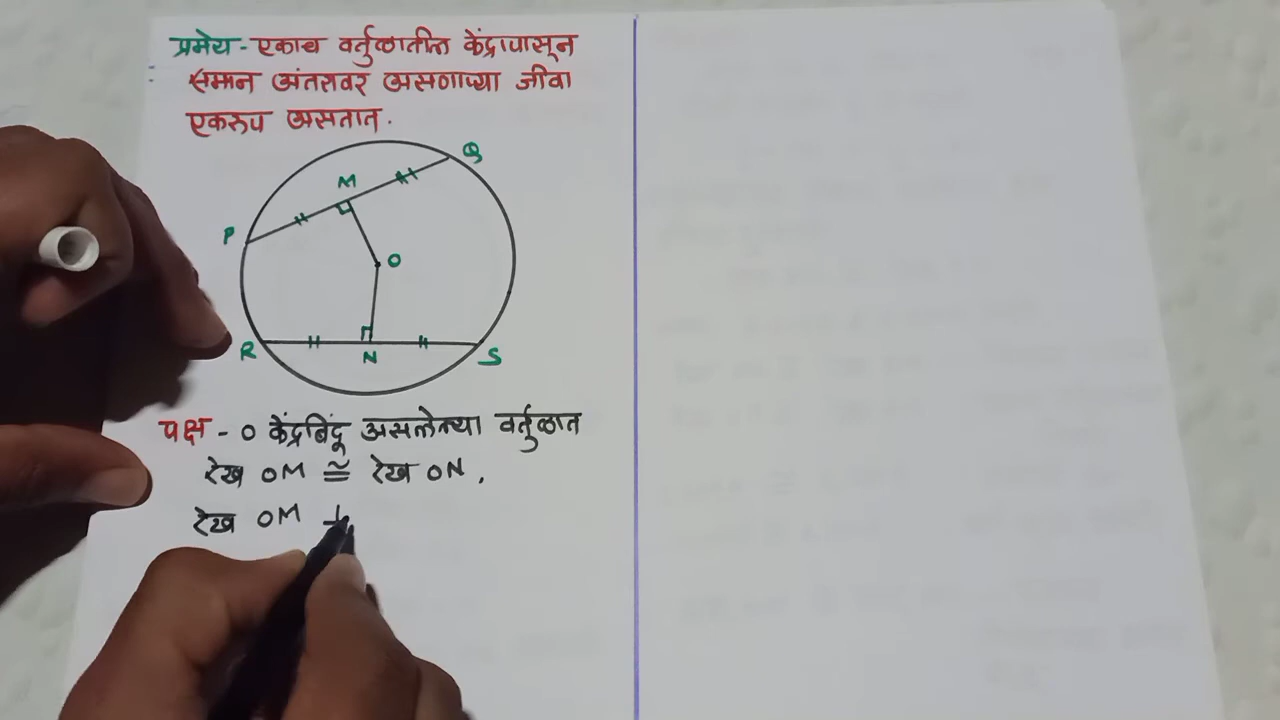 प्रमेय - एकाच वर्तुळातील केंद्रापासून
समान अंतरावर असणाऱ्या जीवा
एकरुप असतात.
Q
M
P
O
R
N
S
पक्ष - O केंद्रबिंदू असलेल्या वर्तुळात
रेख OM ≅ रेख ON,
रेख OM ⊥